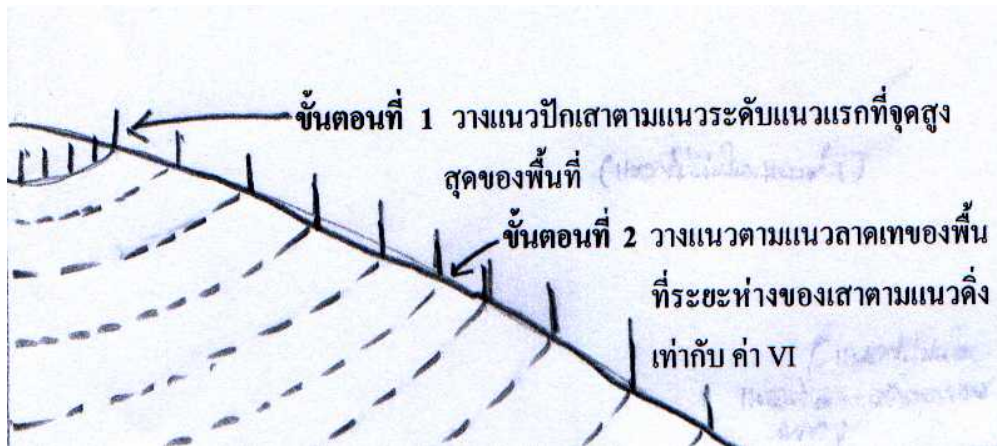 ขั้นตอนที่ 1 วางแนวปักเสาตามแนวระดับแนวแรกที่จุดสูง
สุดของพื้นที่
ขั้นตอนที่ 2 วางแนวตามแนวลาดเทของพื้น
ที่ระยะห่างของเสาตามแนวดิ่ง
เท่ากับ ค่า VI